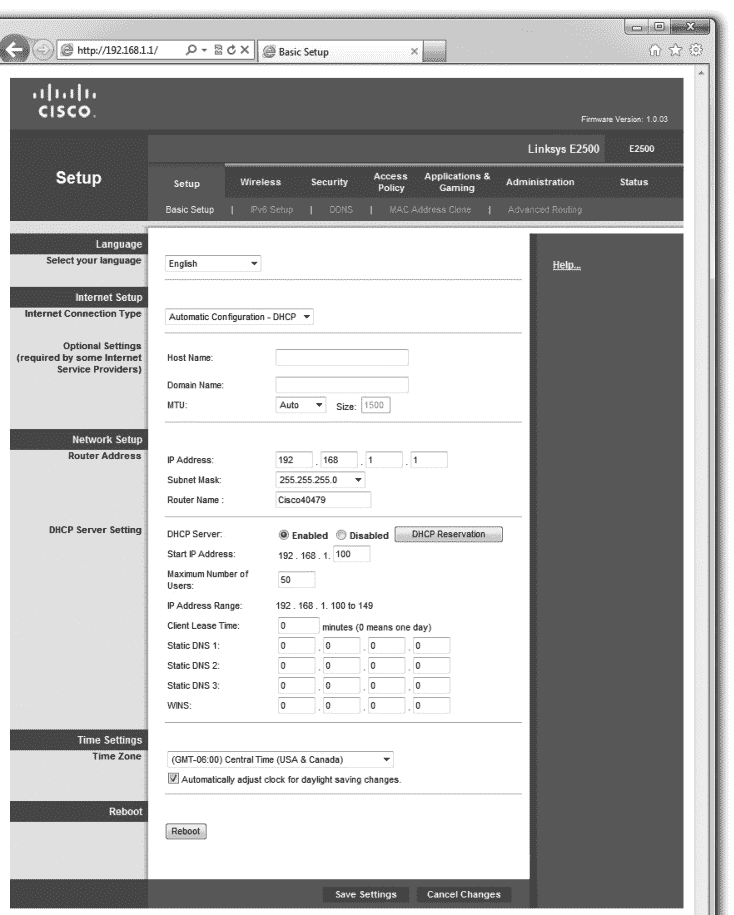 http://192.168.1.1/
Basic Setup
CISCO
Firmware Version: 1.0.03
Linksys E2500 E2500
Setup
Setup Wireless Security Access Policy Applications & Gaming Administration Status
Basic Setup | IPv6 Setup | DDNS | MAC Address Clone | Advanced Routing
Language
Select your language English
Help...
Internet Setup
Internet Connection Type Automatic Configuration - DHCP
Optional Settings
(required by some Internet
Service Providers)
Host Name:
Domain Name:
MTU: Auto Size: 1500
Network Setup
Router Address
IP Address: 192 . 168 . 1 . 1
Subnet Mask: 255.255.255.0
Router Name : Cisco40479
DHCP Server Setting
DHCP Server: Enabled Disabled DHCP Reservation
Start IP Address: 192 . 168 . 1. 100
Maximum Number of
Users: 50
IP Address Range: 192 . 168 . 1. 100 to 149
Client Lease Time: 0 minutes (0 means one day)
Static DNS 1: 0 . 0 . 0 . 0
Static DNS 2: 0 . 0 . 0 . 0
Static DNS 3: 0 . 0 . 0 . 0
WINS: 0 . 0 . 0 . 0
Time Settings
Time Zone
(GMT-06:00) Central Time (USA & Canada)
Automatically adjust clock for daylight saving changes.
Reboot
Reboot
Save Settings Cancel Changes